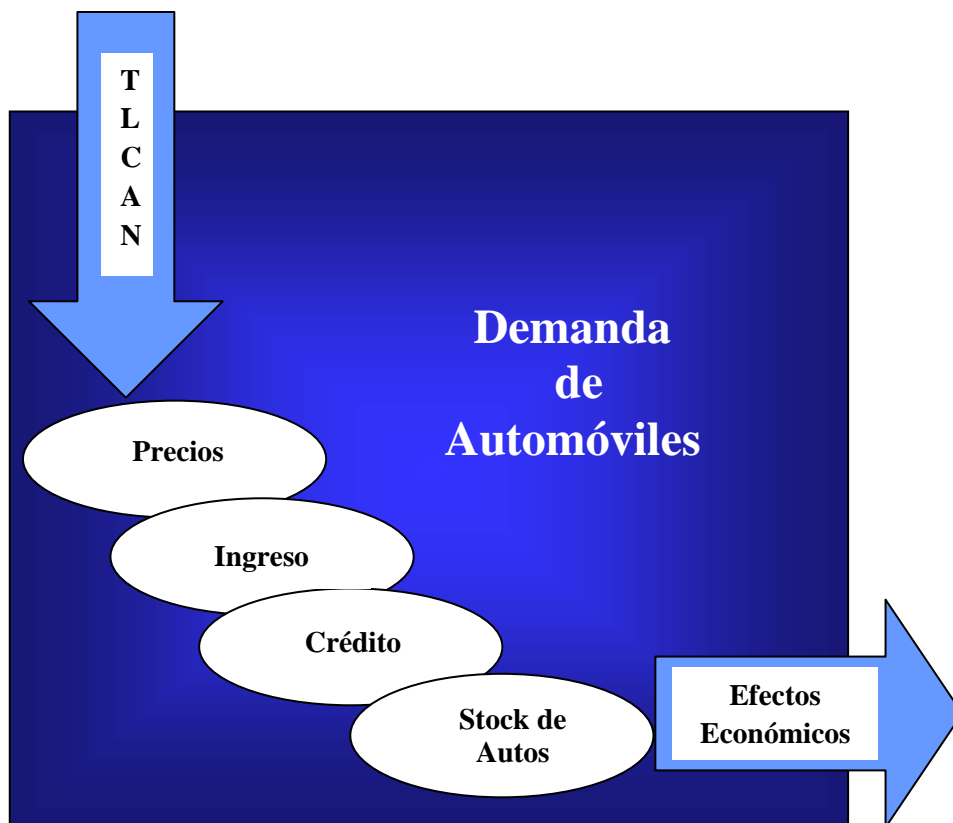 T
L
C
A
N
Demanda
de
Automóviles
Precios
Ingreso
Crédito
Stock de
Autos
Efectos
Económicos